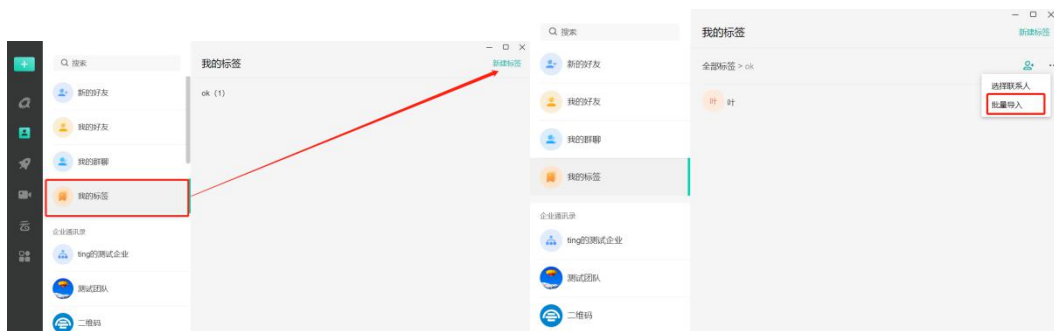 搜索
我的标签
新建标签
新的好友
ok（1）
我的好友
我的群聊
我的标签
企业通讯录
ting的测试企业
测试团队
二维码
搜索
我的标签
新建标签
新的好友
全部标签 > ok
选择联系人
批量导入
我的好友
叶 叶
我的群聊
我的标签
企业通讯录
ting的测试企业
测试团队
二维码